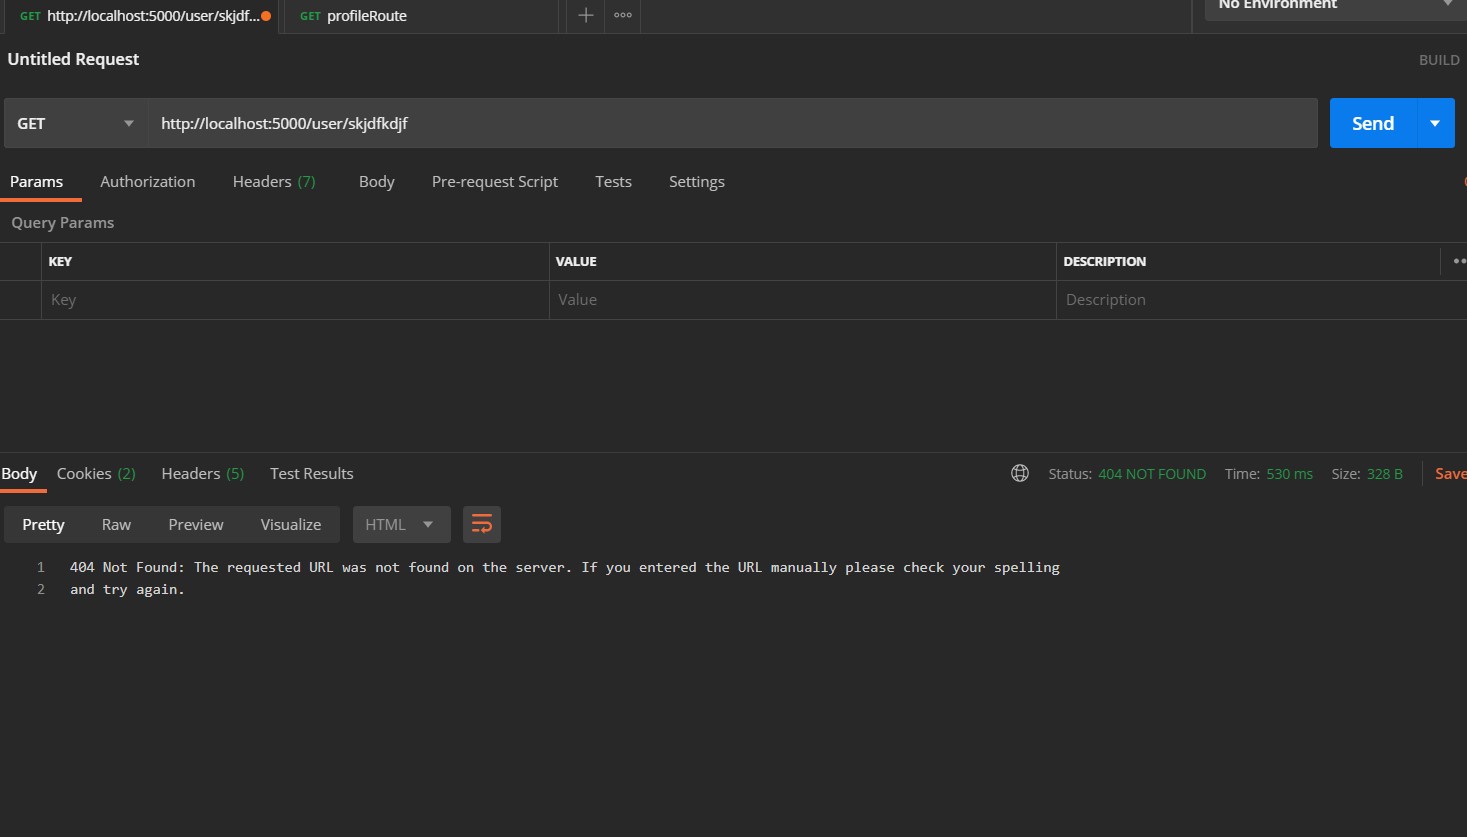 GET http://localhost:5000/user/skjdf... GET profileRoute No Environment
Untitled Request BUILD
GET http://localhost:5000/user/skjdfkdjf Send
Params Authorization Headers (7) Body Pre-request Script Tests Settings
Query Params
KEY VALUE DESCRIPTION
Key Value Description
Body Cookies (2) Headers (5) Test Results Status: 404 NOT FOUND Time: 530 ms Size: 328 B Save
Pretty Raw Preview Visualize HTML
1 404 Not Found: The requested URL was not found on the server. If you entered the URL manually please check your spelling
2 and try again.